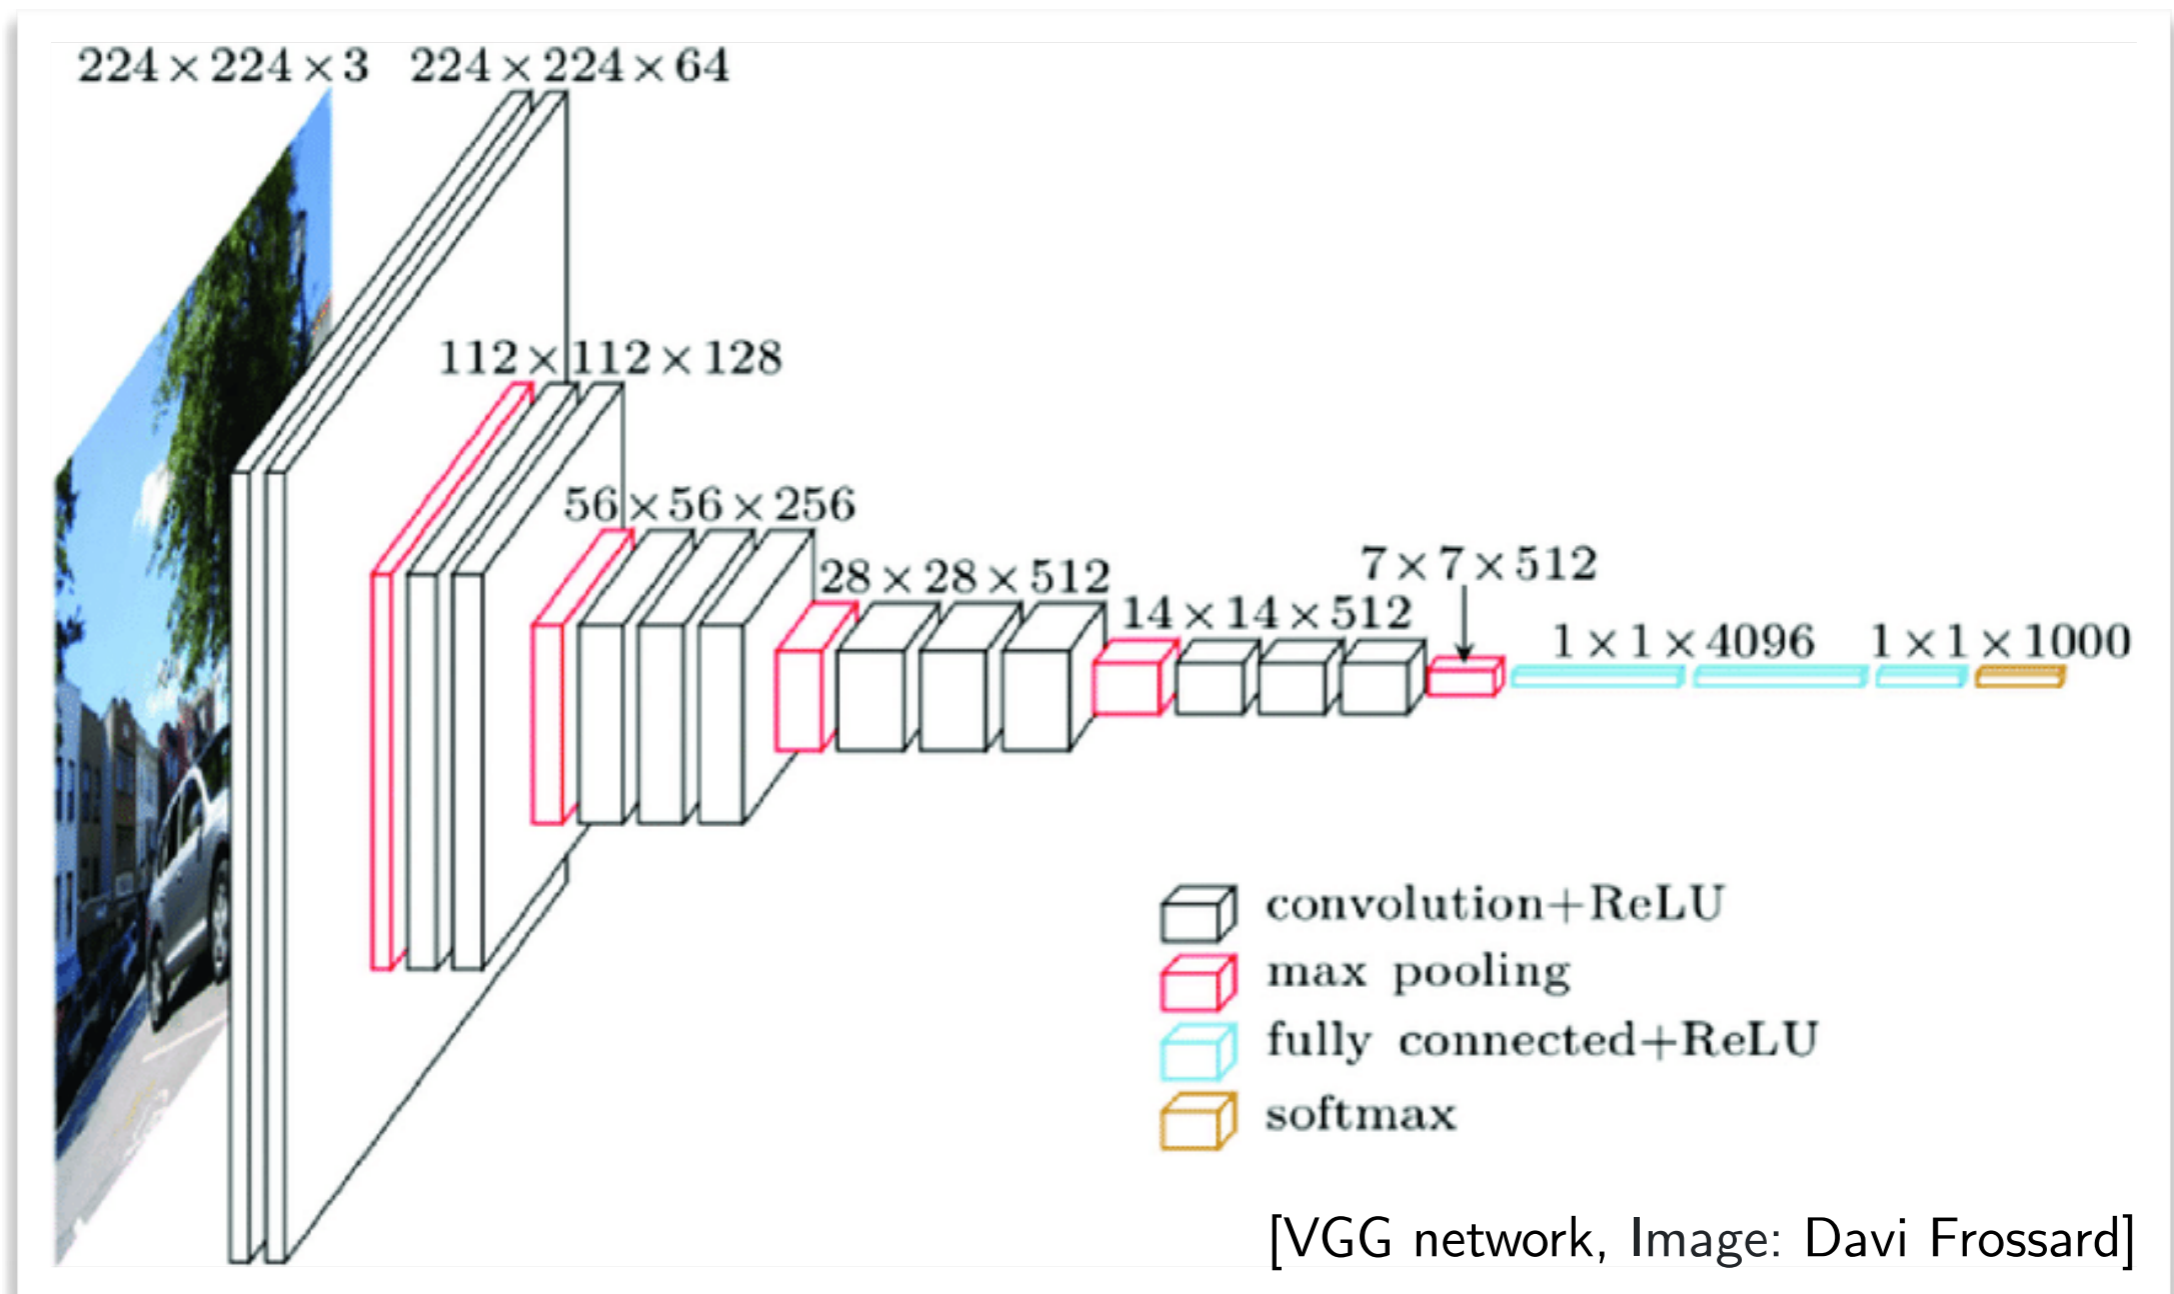 224×224×3
224×224×64
112×112×128
56×56×256
28×28×512
14×14×512
7×7×512
1×1×4096
1×1×1000
convolution+ReLU
max pooling
fully connected+ReLU
softmax
[VGG network, Image: Davi Frossard]